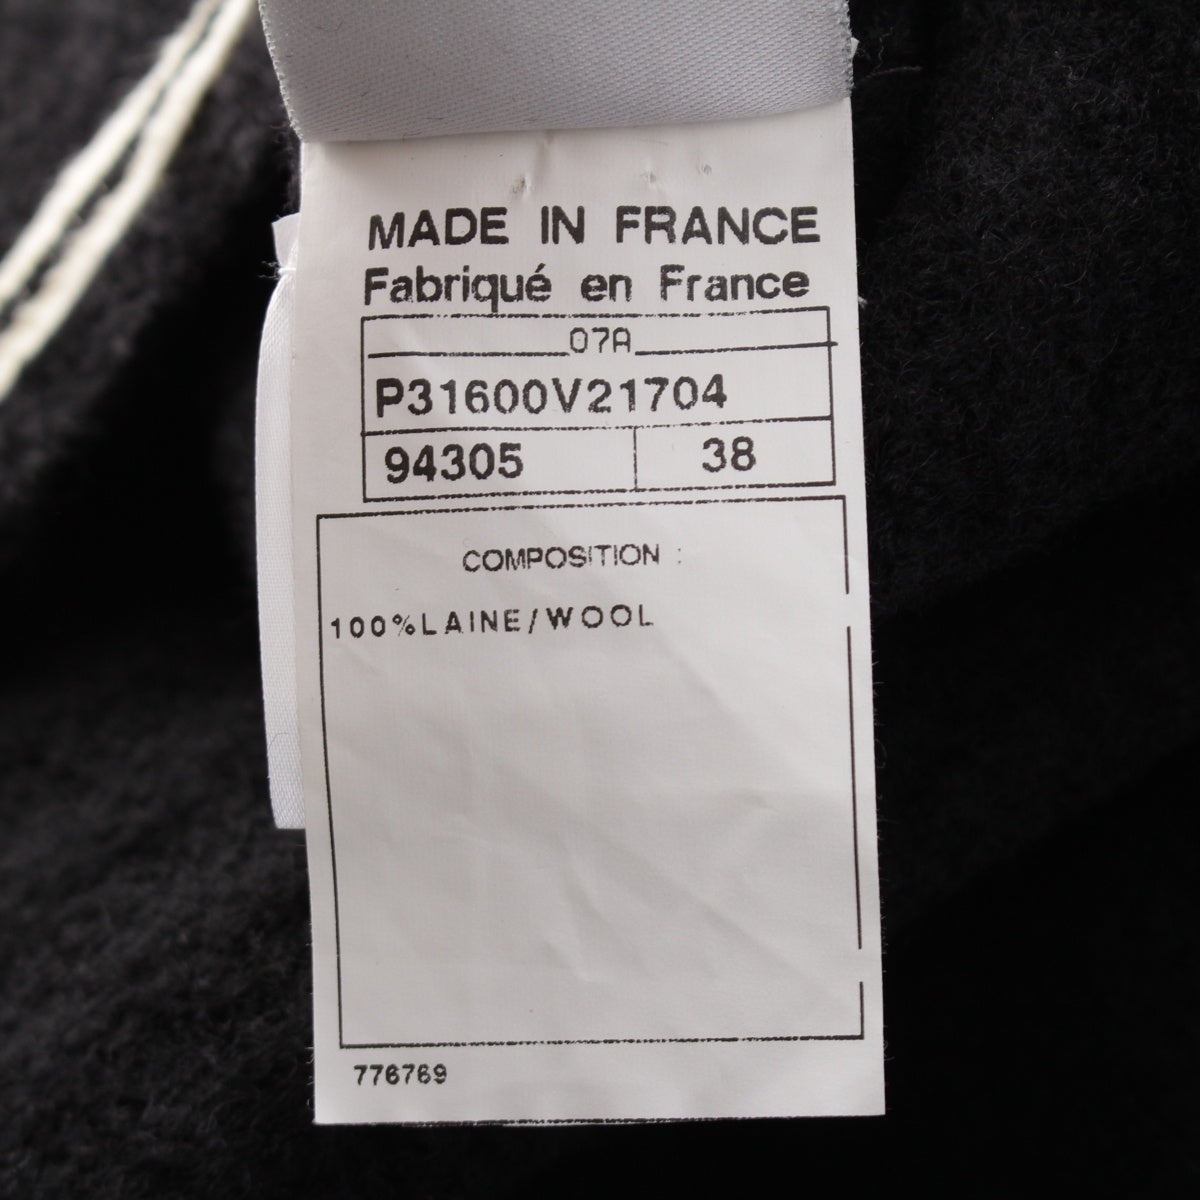 MADE IN FRANCE
Fabriqué en France
07A
P31600V21704
94305 38
COMPOSITION :
100%LAINE/WOOL
776769